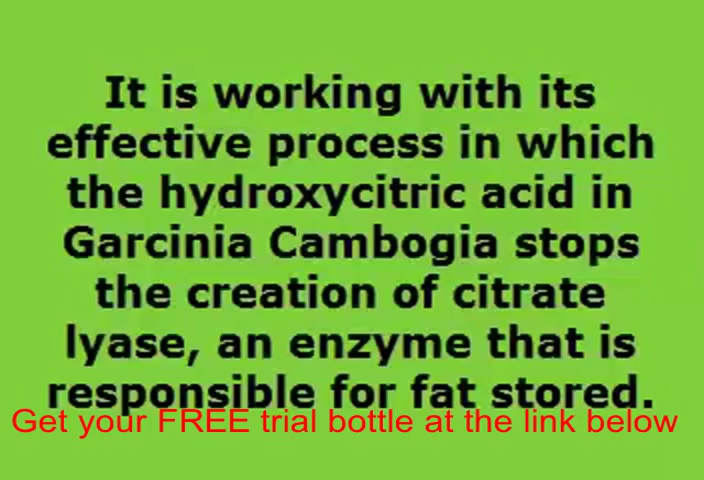 It is working with its
effective process in which
the hydroxycitric acid in
Garcinia Cambogia stops
the creation of citrate
lyase, an enzyme that is
responsible for fat stored.
Get your FREE trial bottle at the link below